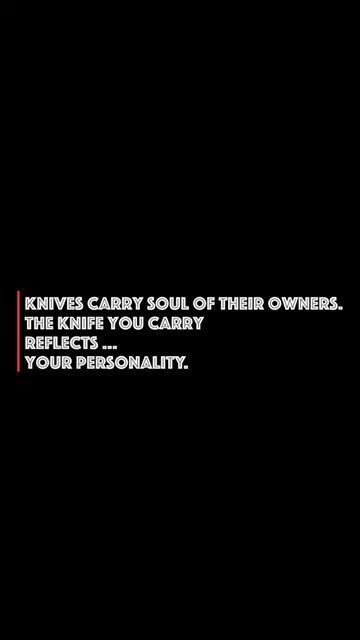 KNIVES CARRY SOUL OF THEIR OWNERS.
THE KNIFE YOU CARRY
REFLECTS ...
YOUR PERSONALITY.